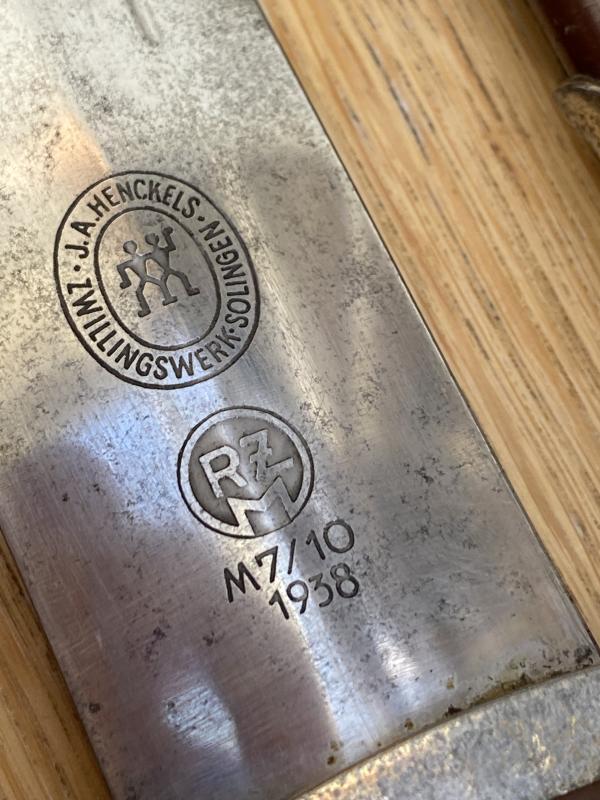 · J.A.HENCKELS · SOLINGEN · ZWILLINGSWERK
RZM
M7/10
1938